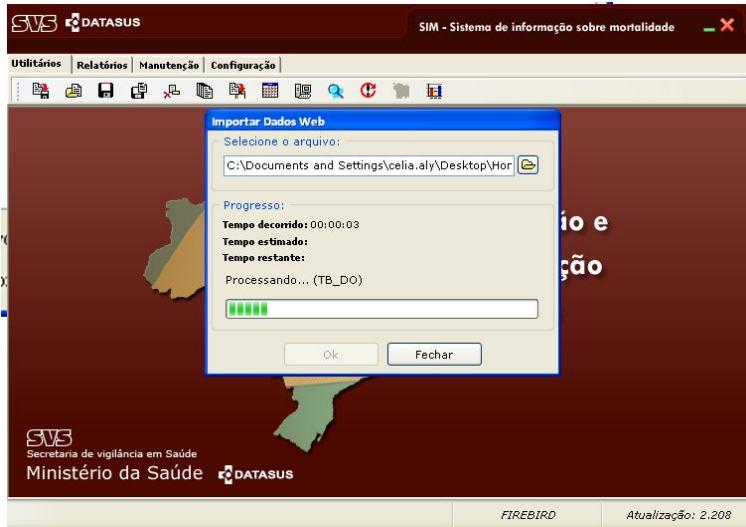 SVS DATASUS
SIM - Sistema de informação sobre mortalidade
Utilitários Relatórios Manutenção Configuração
Importar Dados Web
Selecione o arquivo:
C:\Documents and Settings\celia.aly\Desktop\Hor
Progresso:
Tempo decorrido: 00:00:03
Tempo estimado:
Tempo restante:
Processando... (TB_DO)
ão e
ção
Ok Fechar
SVS
Secretaria de vigilância em Saúde
Ministério da Saúde DATASUS
FIREBIRD Atualização: 2.208